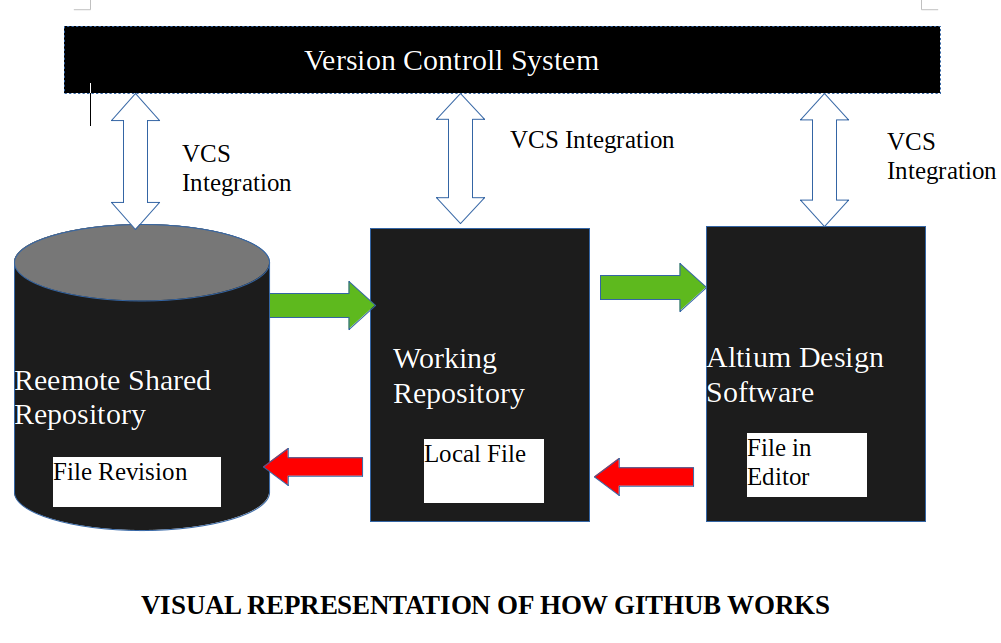 Version Controll System
VCS
Integration
VCS Integration
VCS
Integration
Reemote Shared
Repository
File Revision
Working
Repository
Local File
Altium Design
Software
File in
Editor
VISUAL REPRESENTATION OF HOW GITHUB WORKS